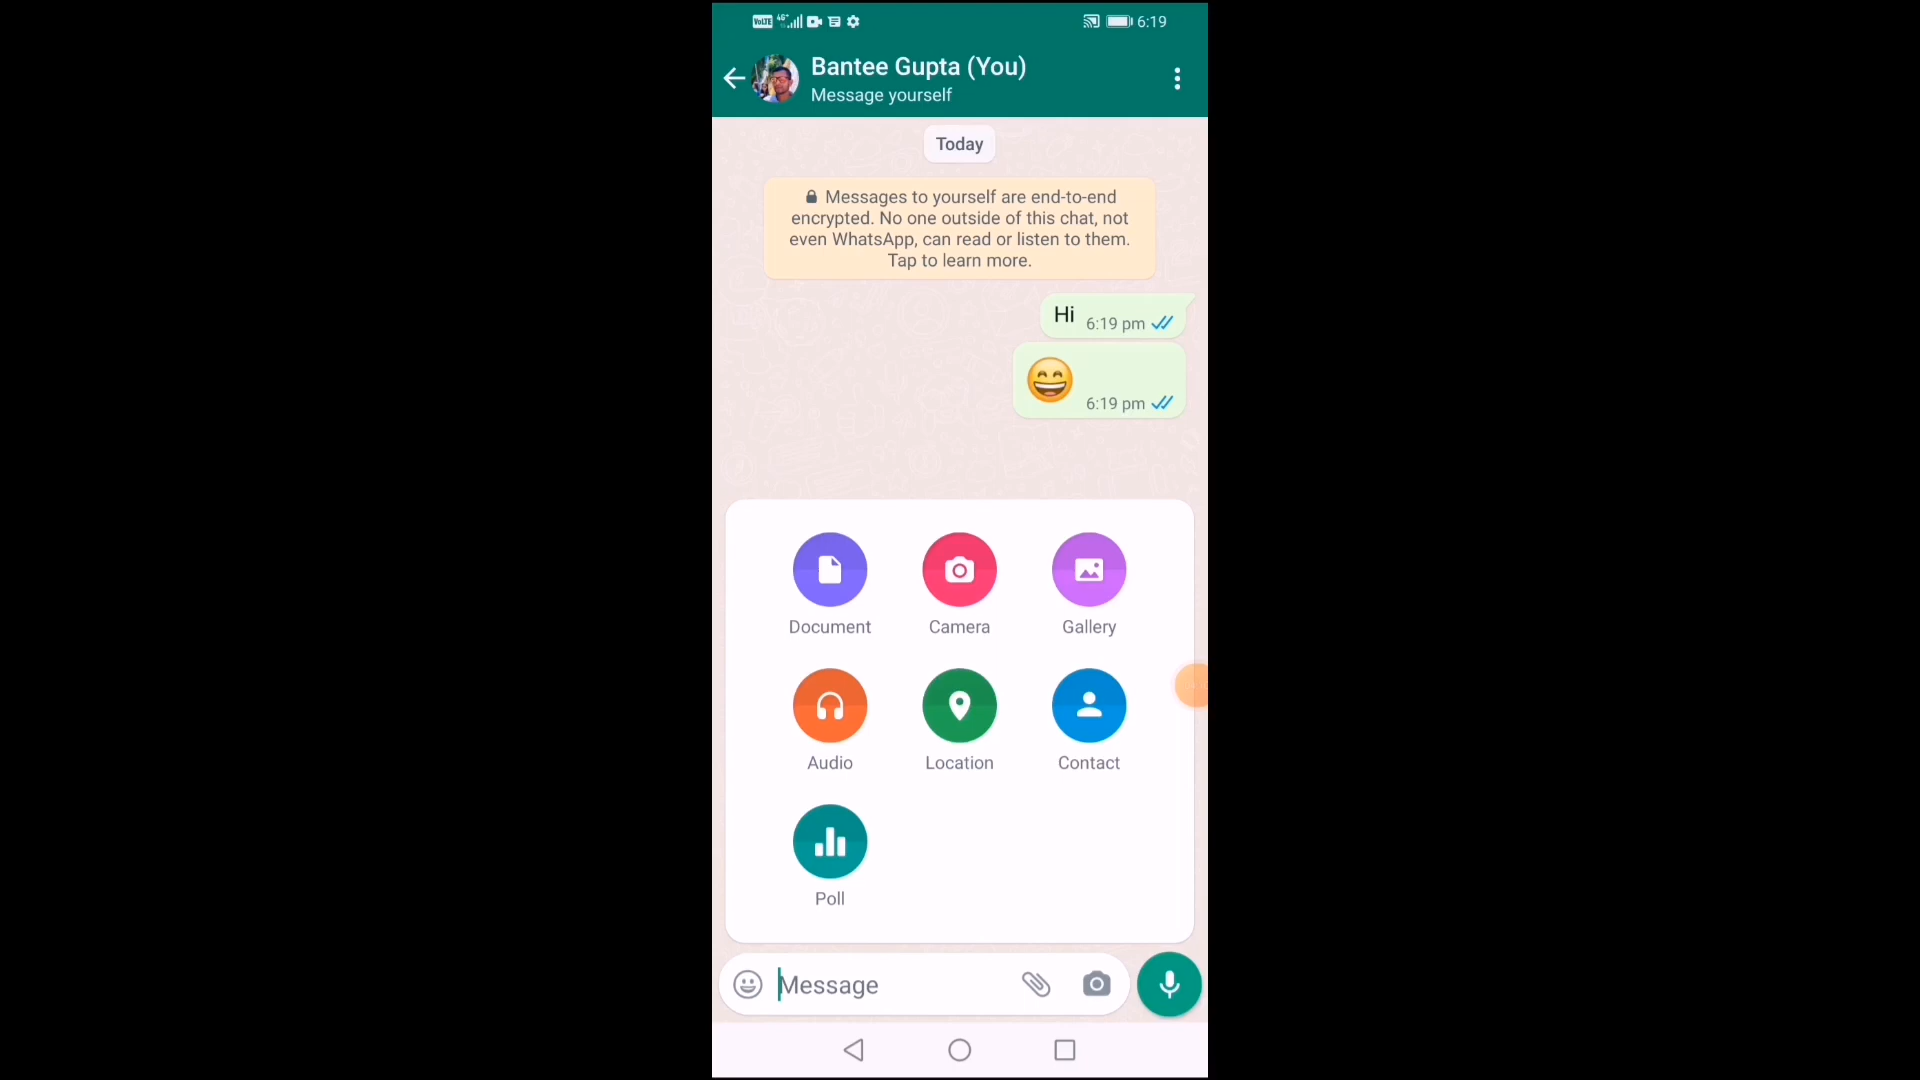 VoLTE 4G+ 6:19
Bantee Gupta (You)
Message yourself
Today
Messages to yourself are end-to-end
encrypted. No one outside of this chat, not
even WhatsApp, can read or listen to them.
Tap to learn more.
Hi 6:19 pm
6:19 pm
Document Camera Gallery
Audio Location Contact
Poll
Message